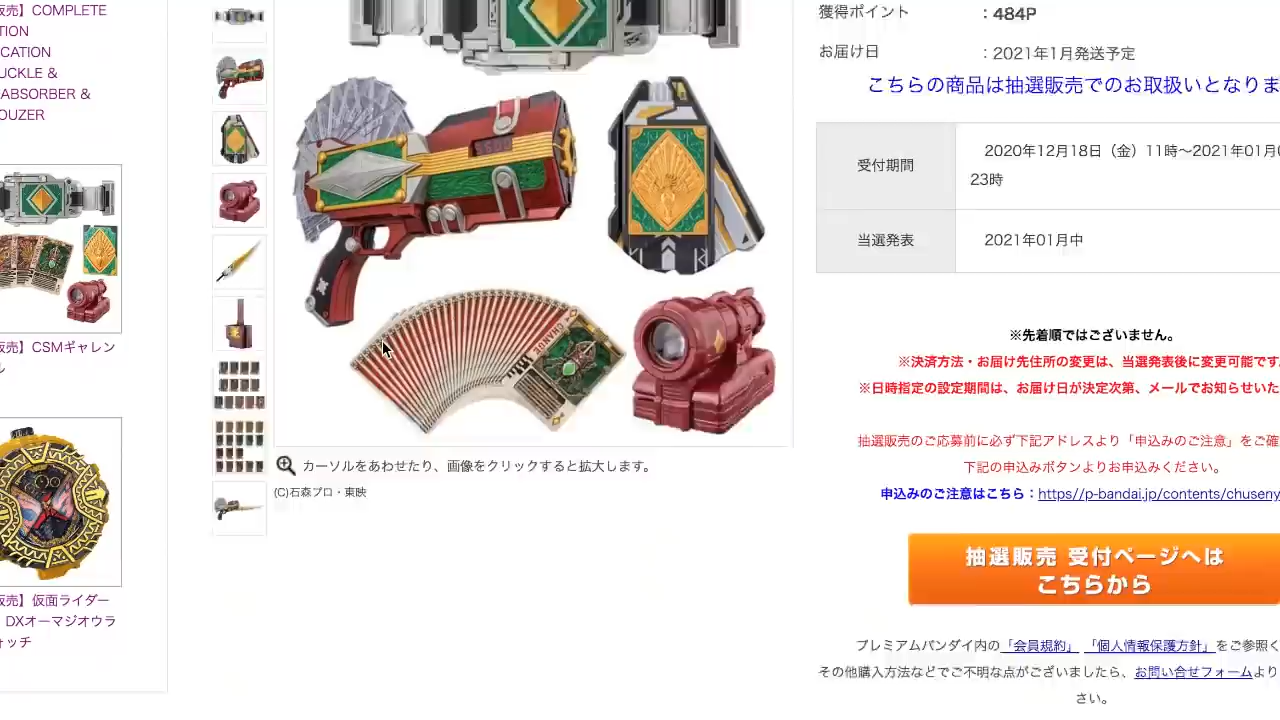 販売】COMPLETE
TION
ICATION
BUCKLE &
ABSORBER &
OUZER
販売】CSMギャレン
販売】仮面ライダー
DXオーマジオウラ
ォッチ
CHANGE
カーソルをあわせたり、画像をクリックすると拡大します。
(C)石森プロ・東映
獲得ポイント
：484P
お届け日
：2021年1月発送予定
こちらの商品は抽選販売でのお取扱いとなりま
受付期間
2020年12月18日（金）11時～2021年01月0
23時
当選発表
2021年01月中
※先着順ではございません。
※決済方法・お届け先住所の変更は、当選発表後に変更可能です
※日時指定の設定期間は、お届け日が決定次第、メールでお知らせいた
抽選販売のご応募前に必ず下記アドレスより「申込みのご注意」をご確
下記の申込みボタンよりお申込みください。
申込みのご注意はこちら：https//p-bandai.jp/contents/chuseny
抽選販売 受付ページへは
こちらから
プレミアムバンダイ内の「会員規約」「個人情報保護方針」をご参照く
その他購入方法などでご不明な点がございましたら、お問い合せフォームより
さい。